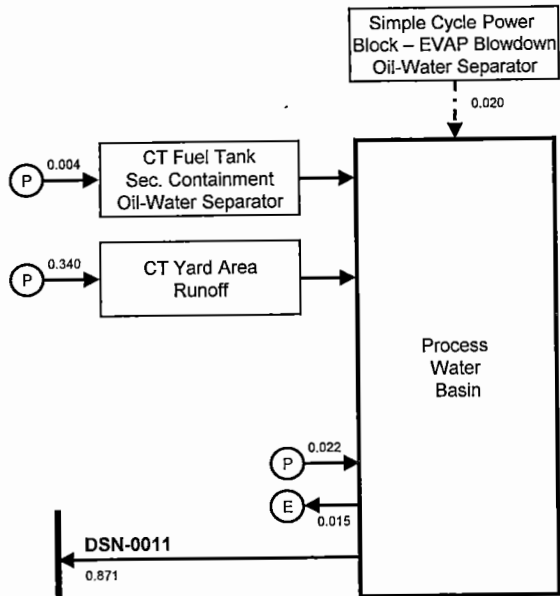 Simple Cycle Power
Block – EVAP Blowdown
Oil-Water Separator
0.020
P
0.004
CT Fuel Tank
Sec. Containment
Oil-Water Separator
P
0.340
CT Yard Area
Runoff
Process
Water
Basin
P
0.022
E
0.015
DSN-0011
0.871